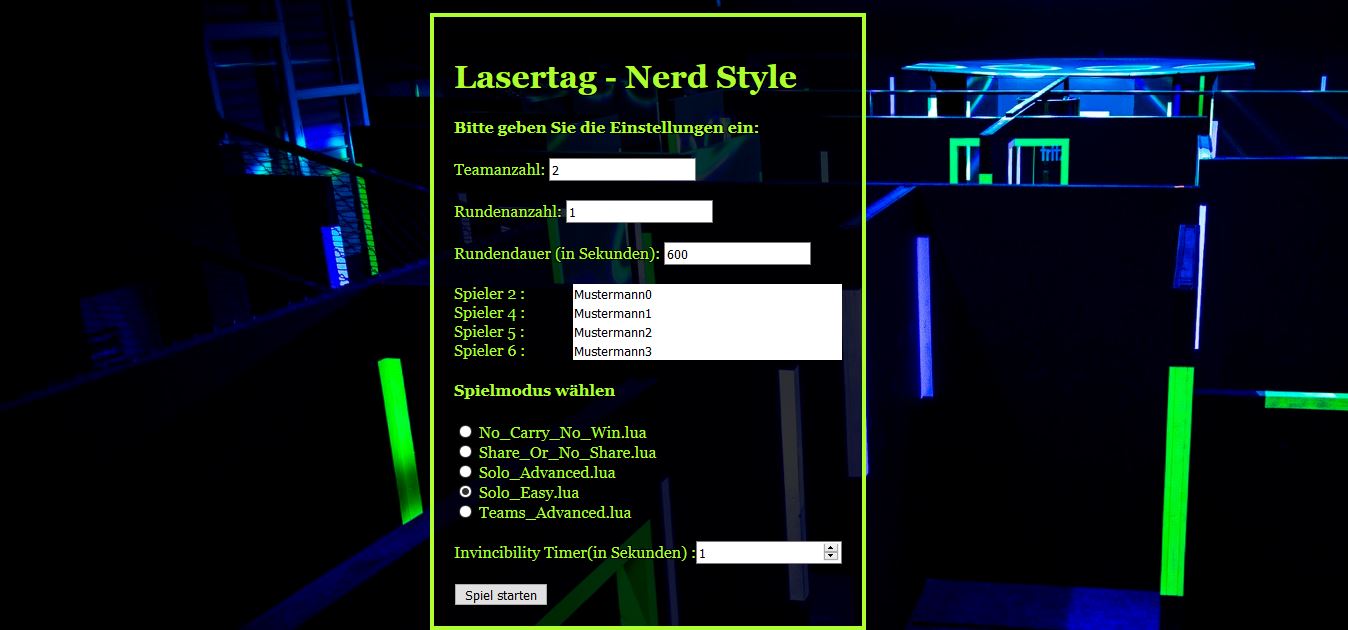 Lasertag - Nerd Style
Bitte geben Sie die Einstellungen ein:
Teamanzahl: 2
Rundenanzahl: 1
Rundendauer (in Sekunden): 600
Spieler 2 : Mustermann0
Spieler 4 : Mustermann1
Spieler 5 : Mustermann2
Spieler 6 : Mustermann3
Spielmodus wählen
No_Carry_No_Win.lua
Share_Or_No_Share.lua
Solo_Advanced.lua
Solo_Easy.lua
Teams_Advanced.lua
Invincibility Timer(in Sekunden) : 1
Spiel starten